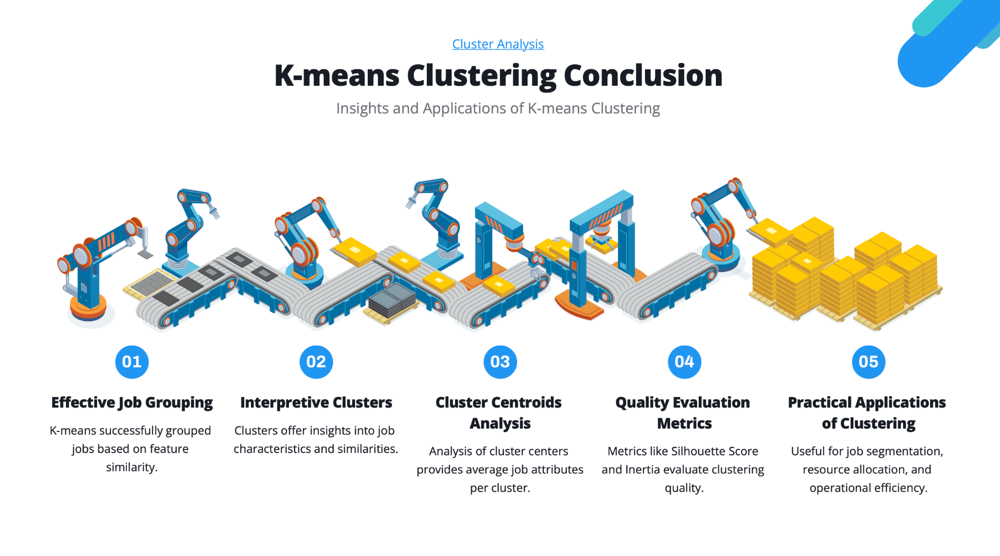 Cluster Analysis
K-means Clustering Conclusion
Insights and Applications of K-means Clustering
01
Effective Job Grouping
K-means successfully grouped
jobs based on feature
similarity.
02
Interpretive Clusters
Clusters offer insights into job
characteristics and similarities.
03
Cluster Centroids
Analysis
Analysis of cluster centers
provides average job attributes
per cluster.
04
Quality Evaluation
Metrics
Metrics like Silhouette Score
and Inertia evaluate clustering
quality.
05
Practical Applications
of Clustering
Useful for job segmentation,
resource allocation, and
operational efficiency.